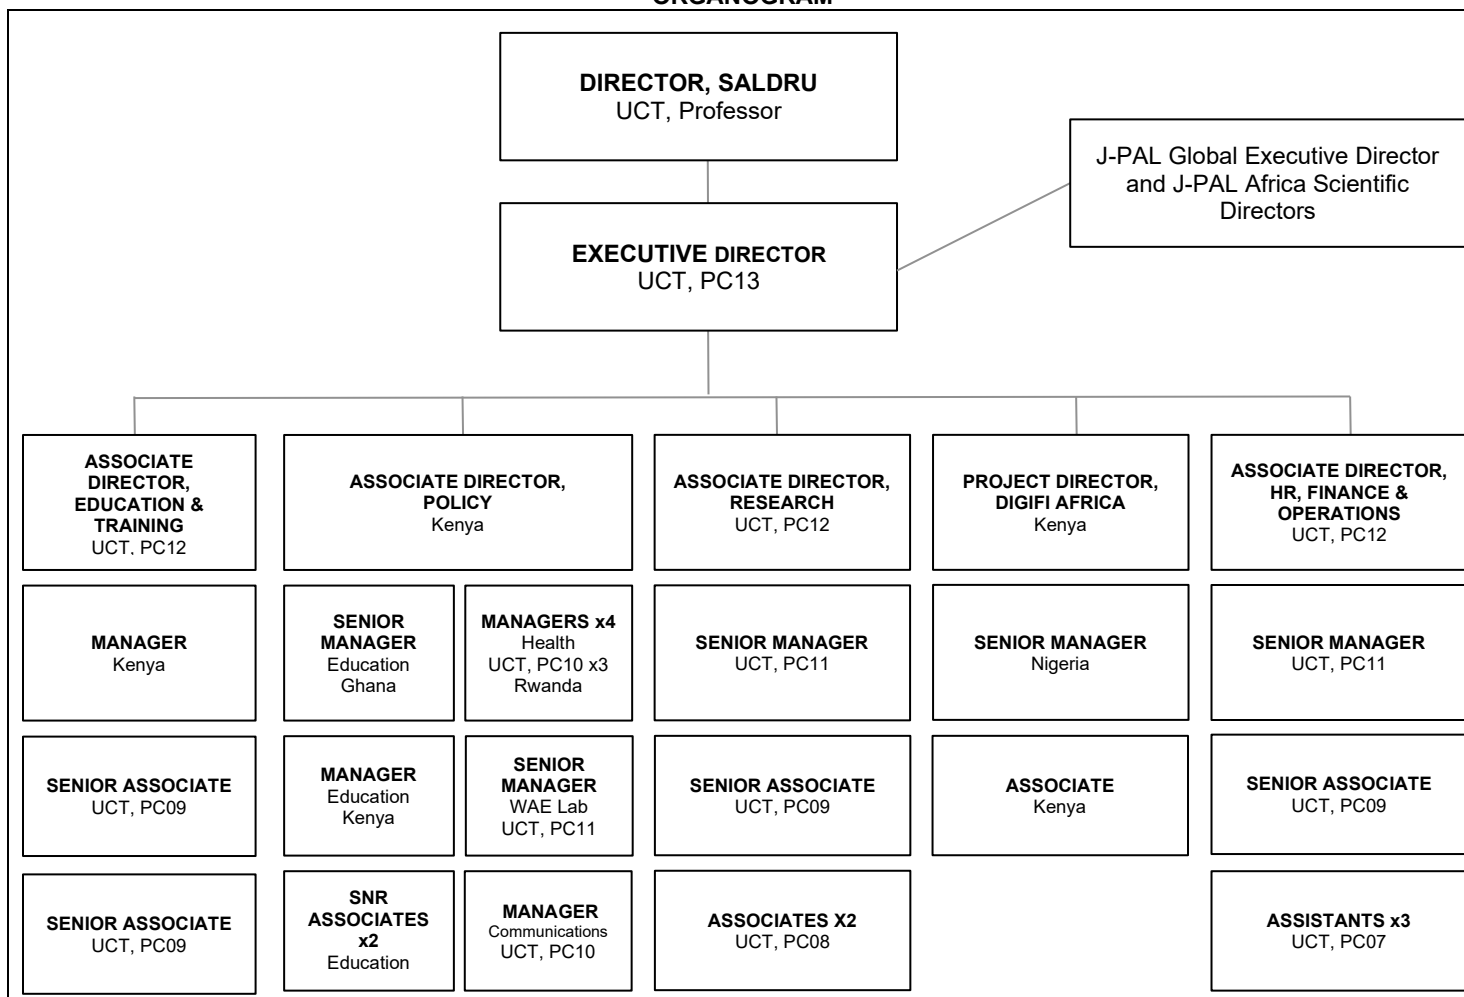 ORGANOGRAM
DIRECTOR, SALDRU
UCT, Professor
J-PAL Global Executive Director
and J-PAL Africa Scientific
Directors
EXECUTIVE DIRECTOR
UCT, PC13
ASSOCIATE
DIRECTOR,
EDUCATION &
TRAINING
UCT, PC12
ASSOCIATE DIRECTOR,
POLICY
Kenya
ASSOCIATE DIRECTOR,
RESEARCH
UCT, PC12
PROJECT DIRECTOR,
DIGIFI AFRICA
Kenya
ASSOCIATE DIRECTOR,
HR, FINANCE &
OPERATIONS
UCT, PC12
MANAGER
Kenya
SENIOR
MANAGER
Education
Ghana
MANAGERS x4
Health
UCT, PC10 x3
Rwanda
SENIOR MANAGER
UCT, PC11
SENIOR MANAGER
Nigeria
SENIOR MANAGER
UCT, PC11
SENIOR ASSOCIATE
UCT, PC09
MANAGER
Education
Kenya
SENIOR
MANAGER
WAE Lab
UCT, PC11
SENIOR ASSOCIATE
UCT, PC09
ASSOCIATE
Kenya
SENIOR ASSOCIATE
UCT, PC09
SENIOR ASSOCIATE
UCT, PC09
SNR
ASSOCIATES
x2
Education
MANAGER
Communications
UCT, PC10
ASSOCIATES X2
UCT, PC08
ASSISTANTS x3
UCT, PC07